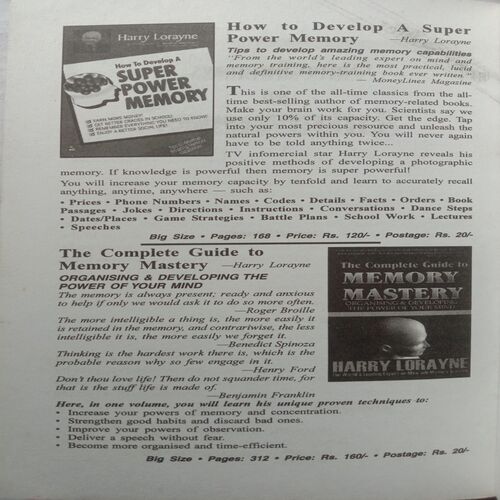 How to Develop A Super
Power Memory —Harry Lorayne
Tips to develop amazing memory capabilities
"From the world's leading expert on mind and
memory training, here is the most practical, lucid
and definitive memory-training book ever written."
— MoneyLines Magazine
This is one of the all-time classics from the all-
time best-selling author of memory-related books.
Make your brain work for you. Scientists say we
use only 10% of its capacity. Get the edge. Tap
into your most precious resource and unleash the
natural powers within you. You will never again
have to be told anything twice...
TV infomercial star Harry Lorayne reveals his
positive methods of developing a photographic
memory. If knowledge is powerful then memory is super powerful!
You will increase your memory capacity by tenfold and learn to accurately recall
anything, anytime, anywhere — such as:
• Prices • Phone Numbers • Names • Codes • Details • Facts • Orders • Book
Passages • Jokes • Directions • Instructions • Conversations • Dance Steps
• Dates/Places • Game Strategies • Battle Plans • School Work • Lectures
• Speeches
Big Size • Pages: 168 • Price: Rs. 120/- • Postage: Rs. 20/-
Harry Lorayne
How To Develop A
SUPER
POWER
MEMORY
EARN MORE MONEY
GET BETTER GRADES IN SCHOOL
REMEMBER EVERYTHING YOU NEED TO KNOW
ENJOY A BETTER SOCIAL LIFE
The Complete Guide to
Memory Mastery —Harry Lorayne
ORGANISING & DEVELOPING THE
POWER OF YOUR MIND
The memory is always present; ready and anxious
to help if only we would ask it to do so more often.
—Roger Broille
The more intelligible a thing is, the more easily it
is retained in the memory, and contrariwise, the less
intelligible it is, the more easily we forget it.
—Benedict Spinoza
Thinking is the hardest work there is, which is the
probable reason why so few engage in it.
—Henry Ford
Don't thou love life! Then do not squander time, for
that is the stuff life is made of.
—Benjamin Franklin
Here, in one volume, you will learn his unique proven techniques to:
• Increase your powers of memory and concentration.
• Strengthen good habits and discard bad ones.
• Improve your powers of observation.
• Deliver a speech without fear.
• Become more organised and time-efficient.
Big Size • Pages: 312 • Price: Rs. 160/- • Postage: Rs. 20/-
The Complete Guide to
MEMORY
MASTERY
ORGANISING & DEVELOPING
THE POWER OF YOUR MIND
HARRY LORAYNE